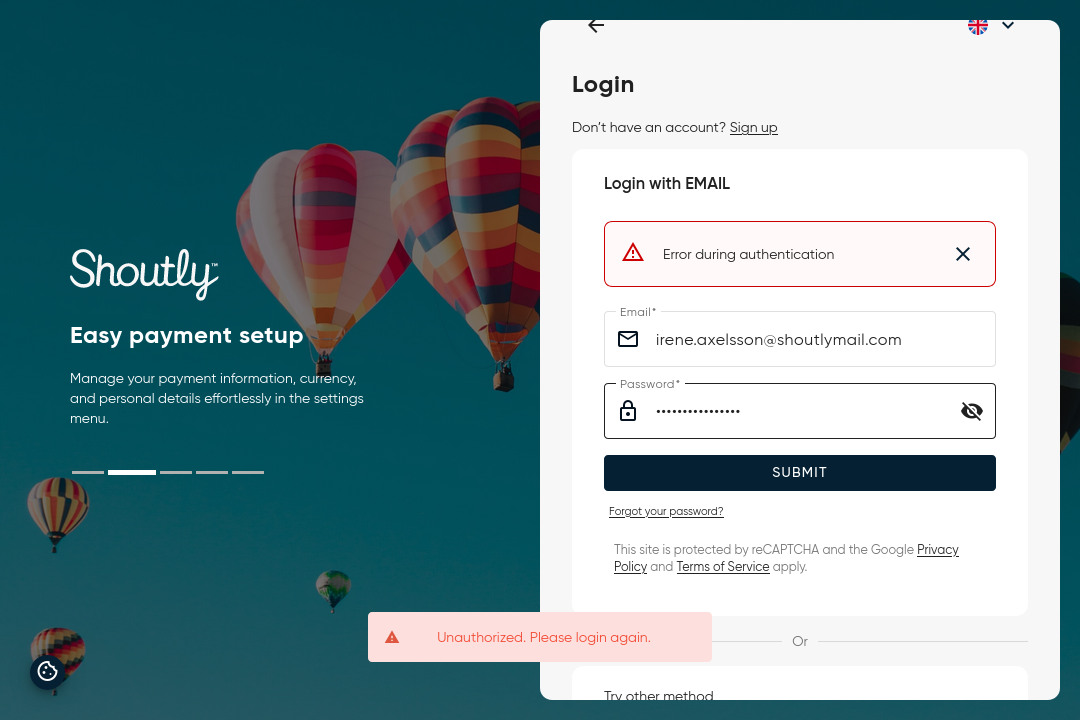 Shoutly™
Easy payment setup
Manage your payment information, currency,
and personal details effortlessly in the settings
menu.
Login
Don't have an account? Sign up
Login with EMAIL
Error during authentication
Email*
irene.axelsson@shoutlymail.com
Password*
••••••••••••••••
SUBMIT
Forgot your password?
This site is protected by reCAPTCHA and the Google Privacy
Policy and Terms of Service apply.
Unauthorized. Please login again.
Or
Try other method